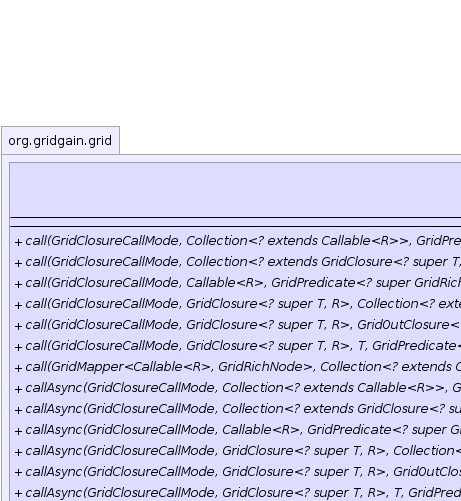 org.gridgain.grid
+ call(GridClosureCallMode, Collection<? extends Callable<R>>, GridPre
+ call(GridClosureCallMode, Collection<? extends GridClosure<? super T,
+ call(GridClosureCallMode, Callable<R>, GridPredicate<? super GridRich
+ call(GridClosureCallMode, GridClosure<? super T, R>, Collection<? exte
+ call(GridClosureCallMode, GridClosure<? super T, R>, GridOutClosure<
+ call(GridClosureCallMode, GridClosure<? super T, R>, T, GridPredicate<
+ call(GridMapper<Callable<R>, GridRichNode>, Collection<? extends C
+ callAsync(GridClosureCallMode, Collection<? extends Callable<R>>, G
+ callAsync(GridClosureCallMode, Collection<? extends GridClosure<? su
+ callAsync(GridClosureCallMode, Callable<R>, GridPredicate<? super G
+ callAsync(GridClosureCallMode, GridClosure<? super T, R>, Collection<
+ callAsync(GridClosureCallMode, GridClosure<? super T, R>, GridOutClos
+ callAsync(GridClosureCallMode, GridClosure<? super T, R>, T, GridPred